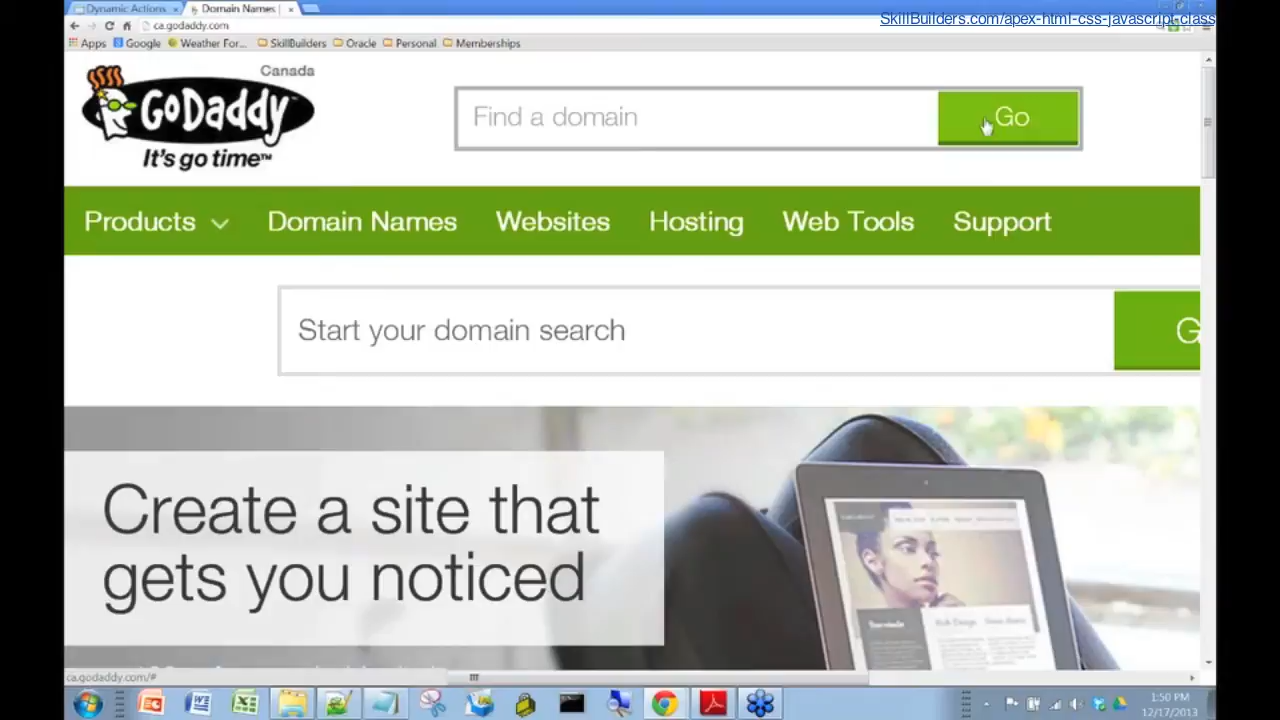 Dynamic Actions
Domain Names
SkillBuilders.com/apex-html-css-javascript-class
ca.godaddy.com
Apps
Google
Weather For...
SkillBuilders
Oracle
Personal
Memberships
Canada
GoDaddy
It's go time™
Find a domain
Go
Products
Domain Names
Websites
Hosting
Web Tools
Support
Start your domain search
G
Create a site that
gets you noticed
ca.godaddy.com/#
1:50 PM
12/17/2013